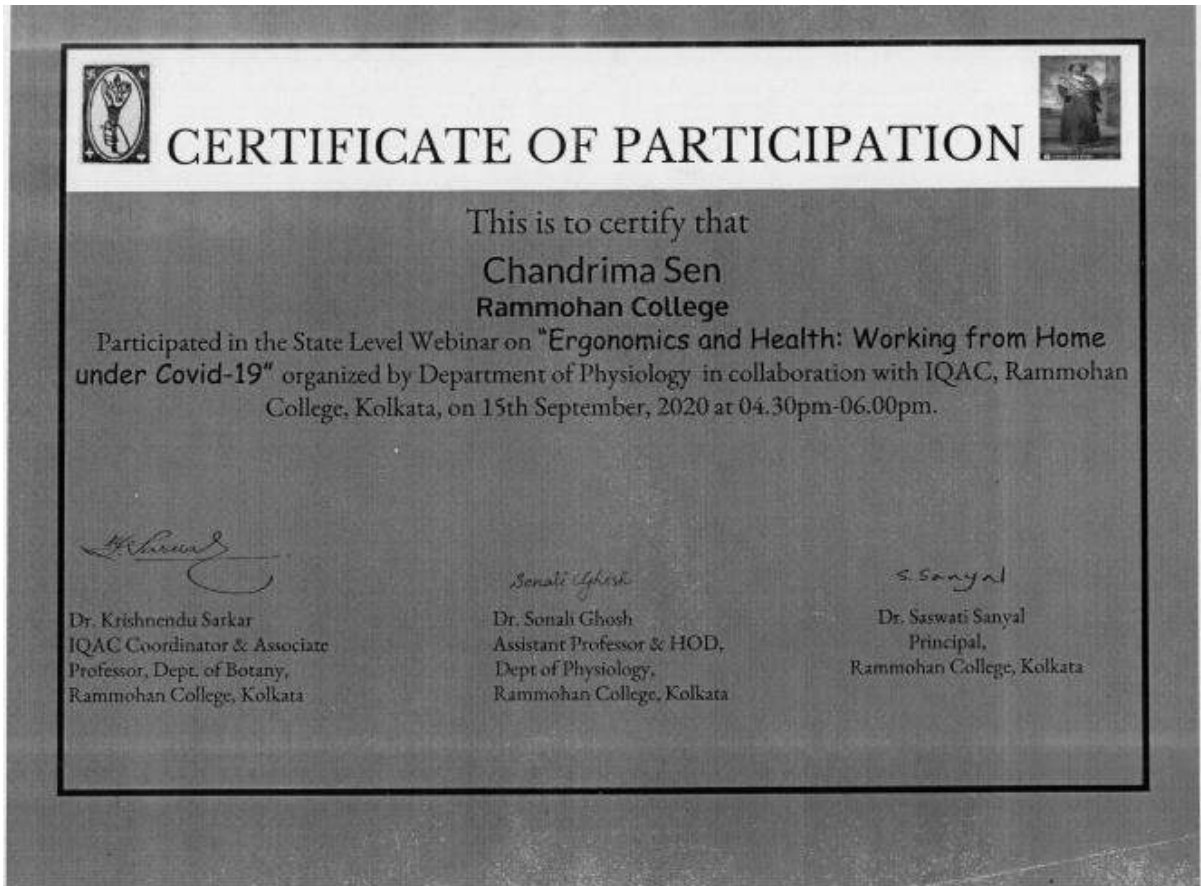 CERTIFICATE OF PARTICIPATION
This is to certify that
Chandrima Sen
Rammohan College
Participated in the State Level Webinar on "Ergonomics and Health: Working from Home
under Covid-19" organized by Department of Physiology in collaboration with IQAC, Rammohan
College, Kolkata, on 15th September, 2020 at 04.30pm-06.00pm.
Sonali Ghosh
S. Sanyal
Dr. Krishnendu Sarkar
IQAC Coordinator & Associate
Professor, Dept. of Botany,
Rammohan College, Kolkata
Dr. Sonali Ghosh
Assistant Professor & HOD,
Dept of Physiology,
Rammohan College, Kolkata
Dr. Saswati Sanyal
Principal,
Rammohan College, Kolkata